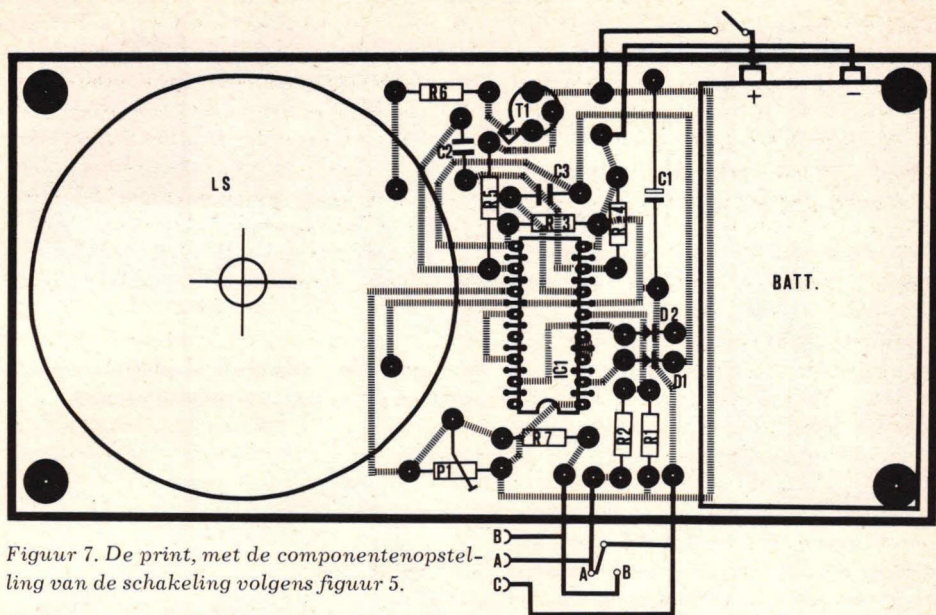 +
−
R6
T1
C2
LS
C3
C1
R5
R3
R4
BATT.
D2
IC1
D1
R2
R1
R7
P1
B
A
A
B
C
Figuur 7. De print, met de componentenopstel-
ling van de schakeling volgens figuur 5.